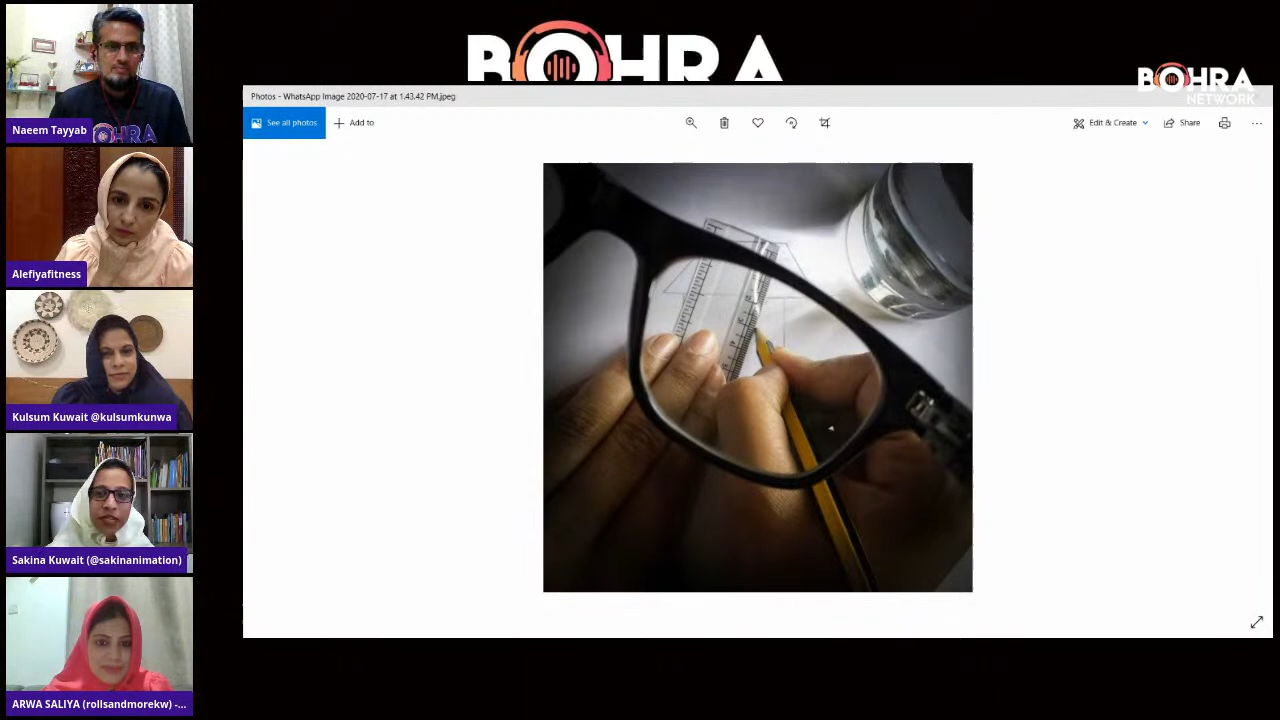 BOHRA
BOHRA
NETWORK
Photos - WhatsApp Image 2020-07-17 at 1.43.42 PM.jpeg
See all photos
Add to
Edit & Create
Share
Naeem Tayyab
Alefiyafitness
Kulsum Kuwait @kulsumkunwa
Sakina Kuwait (@sakinanimation)
ARWA SALIYA (rollsandmorekw) -...